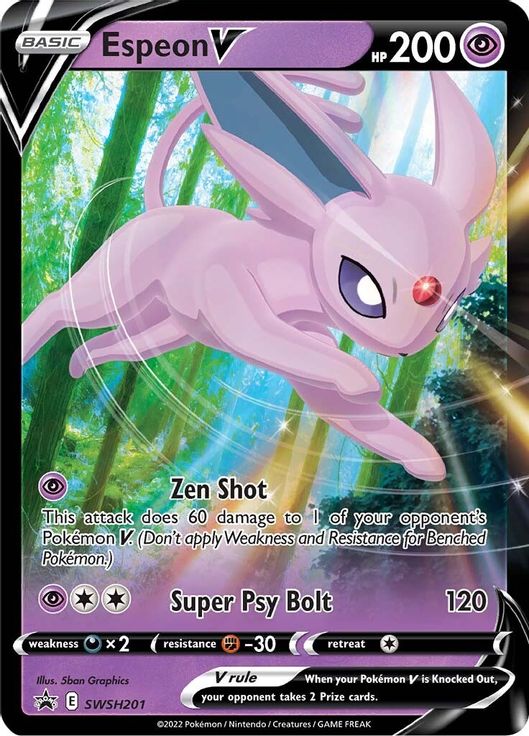 BASIC Espeon V HP 200
Zen Shot
This attack does 60 damage to 1 of your opponent's
Pokémon V. (Don't apply Weakness and Resistance for Benched
Pokémon.)
Super Psy Bolt 120
weakness ×2 resistance -30 retreat
Illus. 5ban Graphics
V rule When your Pokémon V is Knocked Out,
your opponent takes 2 Prize cards.
E SWSH201
©2022 Pokémon / Nintendo / Creatures / GAME FREAK